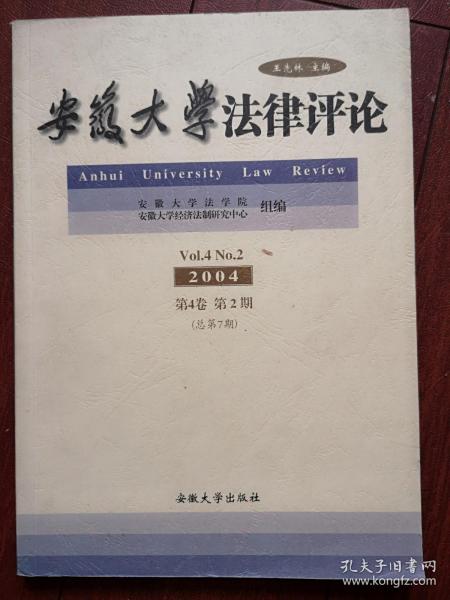 王先林 主编
安徽大学法律评论
Anhui University Law Review
安徽大学法学院
安徽大学经济法制研究中心
组编
Vol.4 No.2
2004
第4卷 第2期
(总第7期)
安徽大学出版社
孔夫子旧书网
www.kongfz.com